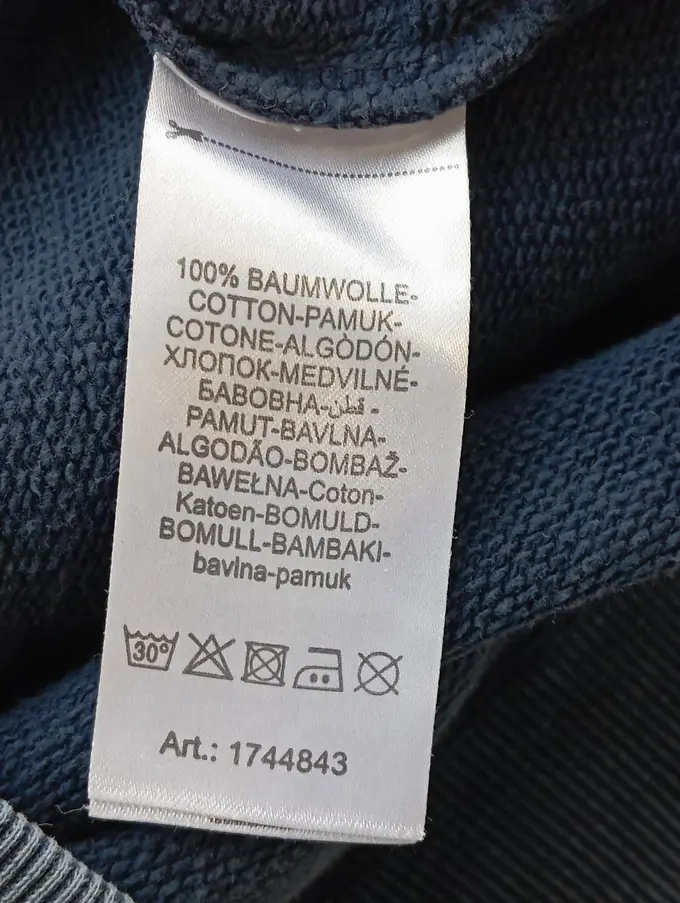 100% BAUMWOLLE-
COTTON-PAMUK-
COTONE-ALGÒDÓN-
ХЛОПОК-MEDVILNÉ-
БАВОВНА-قطن-
PAMUT-BAVLNA-
ALGODÃO-BOMBAŽ-
BAWEŁNA-Coton-
Katoen-BOMULD-
BOMULL-BAMBAKI-
bavlna-pamuk
30°
Art.: 1744843